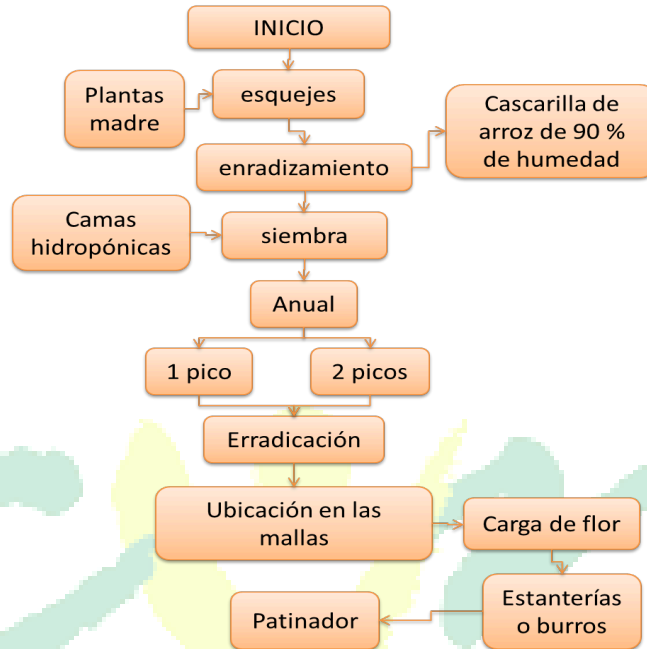 INICIO
Plantas
madre
esquejes
Cascarilla de
arroz de 90 %
de humedad
enradizamiento
Camas
hidropónicas
siembra
Anual
1 pico
2 picos
Erradicación
Ubicación en las
mallas
Carga de flor
Estanterías
o burros
Patinador